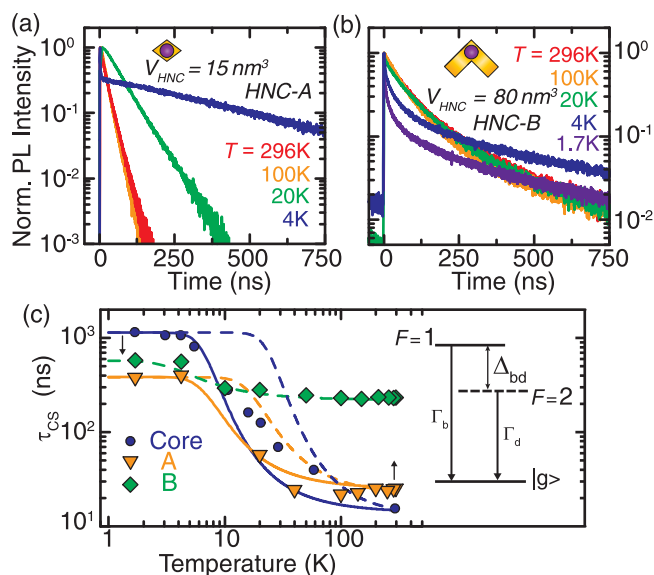 (a)
10⁰
10⁻¹
10⁻²
10⁻³
Norm. PL Intensity
V_HNC = 15 nm³
HNC-A
T = 296K
100K
20K
4K
0 250 500 750
Time (ns)
(b)
T = 296K
100K
20K
4K
1.7K
V_HNC = 80 nm³
HNC-B
10⁰
10⁻¹
10⁻²
0 250 500 750
Time (ns)
(c)
10³
10²
10¹
τ_CS (ns)
Core
A
B
1 10 100
Temperature (K)
F=1
Δ_bd
F=2
Γ_b
Γ_d
|g>